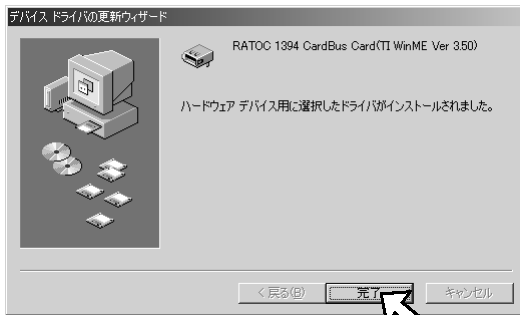 デバイス ドライバの更新ウィザード
RATOC 1394 CardBus Card(TI WinME Ver 3.50)
ハードウェア デバイス用に選択したドライバがインストールされました。
< 戻る(B)
完了
キャンセル